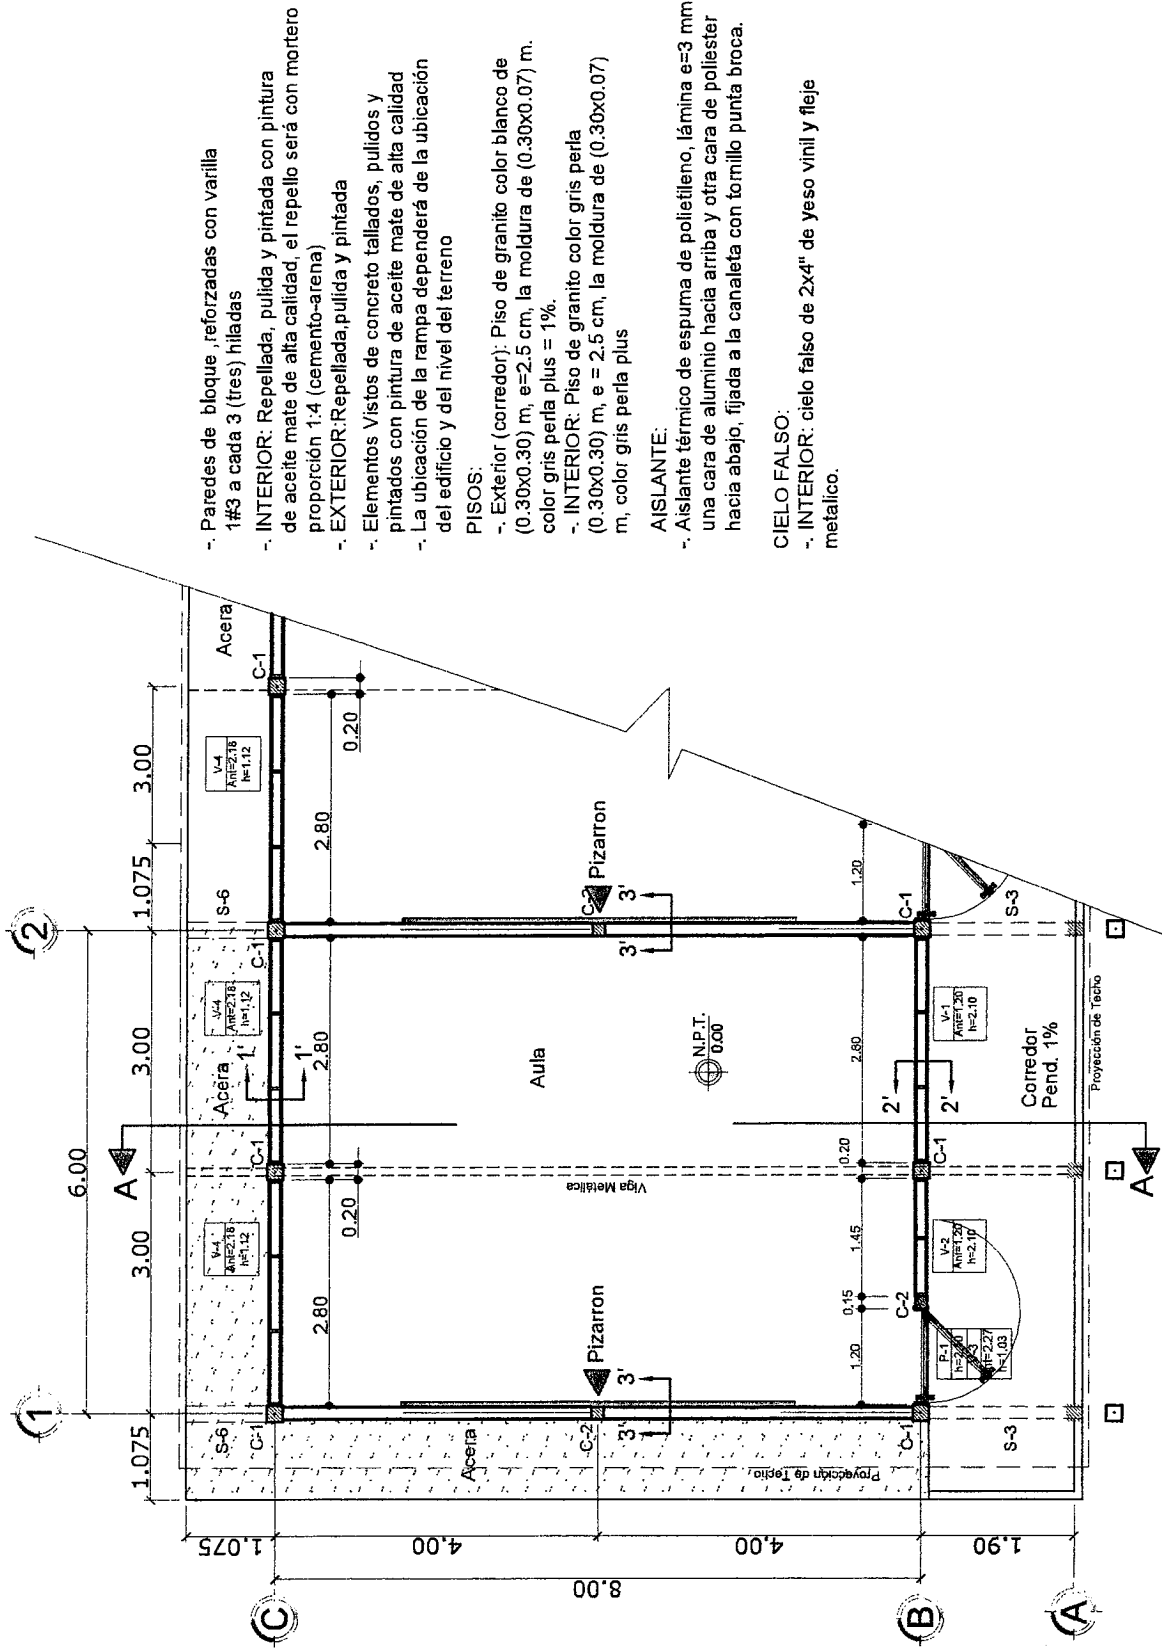 -. Paredes de bloque ,reforzadas con varilla
1#3 a cada 3 (tres) hiladas
-. INTERIOR: Repellada, pulida y pintada con pintura
de aceite mate de alta calidad, el repello será con mortero
proporción 1:4 (cemento-arena)
-. EXTERIOR:Repellada,pulida y pintada
-. Elementos Vistos de concreto tallados, pulidos y
pintados con pintura de aceite mate de alta calidad
-. La ubicación de la rampa dependerá de la ubicación
del edificio y del nivel del terreno
PISOS:
-. Exterior (corredor): Piso de granito color blanco de
(0.30x0.30) m, e=2.5 cm, la moldura de (0.30x0.07) m.
color gris perla plus = 1%.
-. INTERIOR: Piso de granito color gris perla
(0.30x0.30) m, e = 2.5 cm, la moldura de (0.30x0.07)
m, color gris perla plus
AISLANTE:
-. Aislante térmico de espuma de polietileno, lámina e=3 mm
una cara de aluminio hacia arriba y otra cara de poliester
hacia abajo, fijada a la canaleta con tornillo punta broca.
CIELO FALSO:
-. INTERIOR: cielo falso de 2x4" de yeso vinil y fleje
metalico.
1
2
6.00
1.075
3.00
3.00
1.075
3.00
A
S-6
Acera
S-6
Acera
V-4
Ant=2.18
h=1.12
V-4
Ant=2.18
h=1.12
V-4
Ant=2.18
h=1.12
C
C-1
C-1
C-1
C-1
1'
1'
2.80
2.80
2.80
0.20
0.20
1.075
4.00
8.00
4.00
1.90
Acera
C-2
3'
3'
Pizarron
Aula
Viga Metálica
C-2
3'
3'
Pizarron
N.P.T.
0.00
Proyección de Techo
1.20
0.15
1.45
0.20
2.80
1.20
B
C-1
C-2
C-1
C-1
2'
2'
P-1
h=1.03
V-2
Ant=1.20
h=2.10
V-1
Ant=1.20
h=2.10
S-3
S-3
Corredor
Pend. 1%
A
Proyección de Techo
A